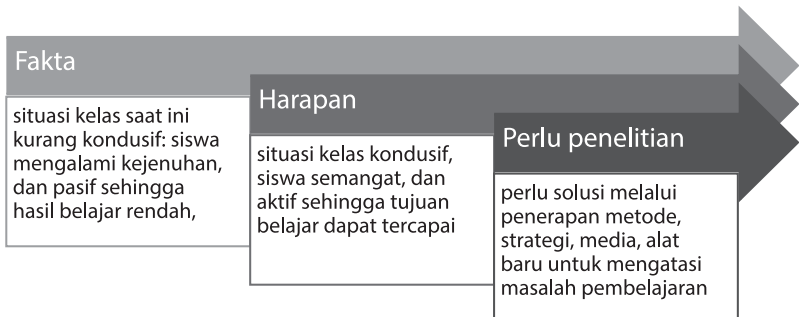 Fakta
situasi kelas saat ini
kurang kondusif: siswa
mengalami kejenuhan,
dan pasif sehingga
hasil belajar rendah,
Harapan
situasi kelas kondusif,
siswa semangat, dan
aktif sehingga tujuan
belajar dapat tercapai
Perlu penelitian
perlu solusi melalui
penerapan metode,
strategi, media, alat
baru untuk mengatasi
masalah pembelajaran